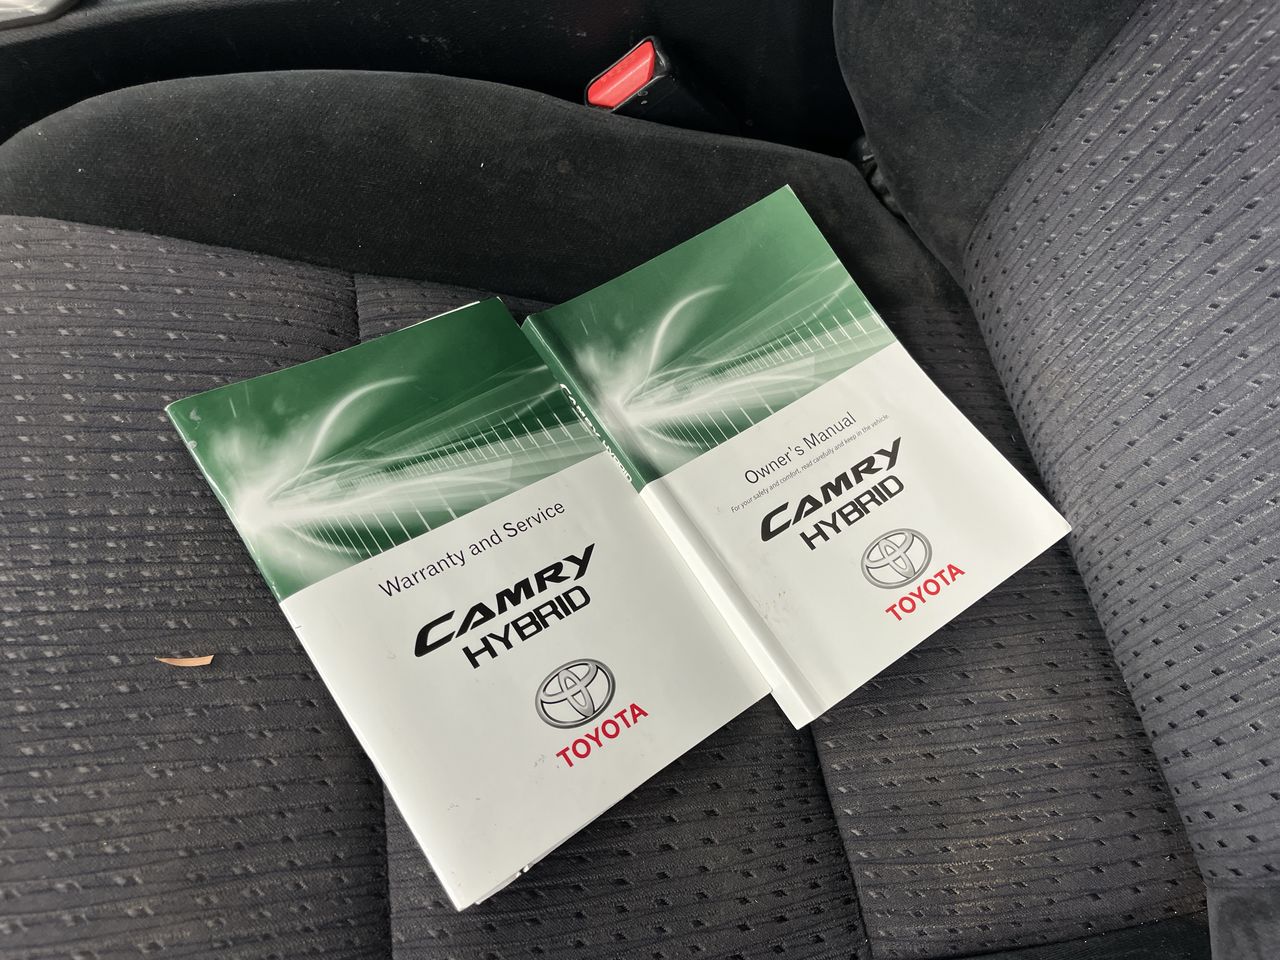 Warranty and Service
CAMRY
HYBRID
TOYOTA
CAMRY HYBRID
Owner's Manual
For your safety and comfort, read carefully and keep in the vehicle.
CAMRY
HYBRID
TOYOTA